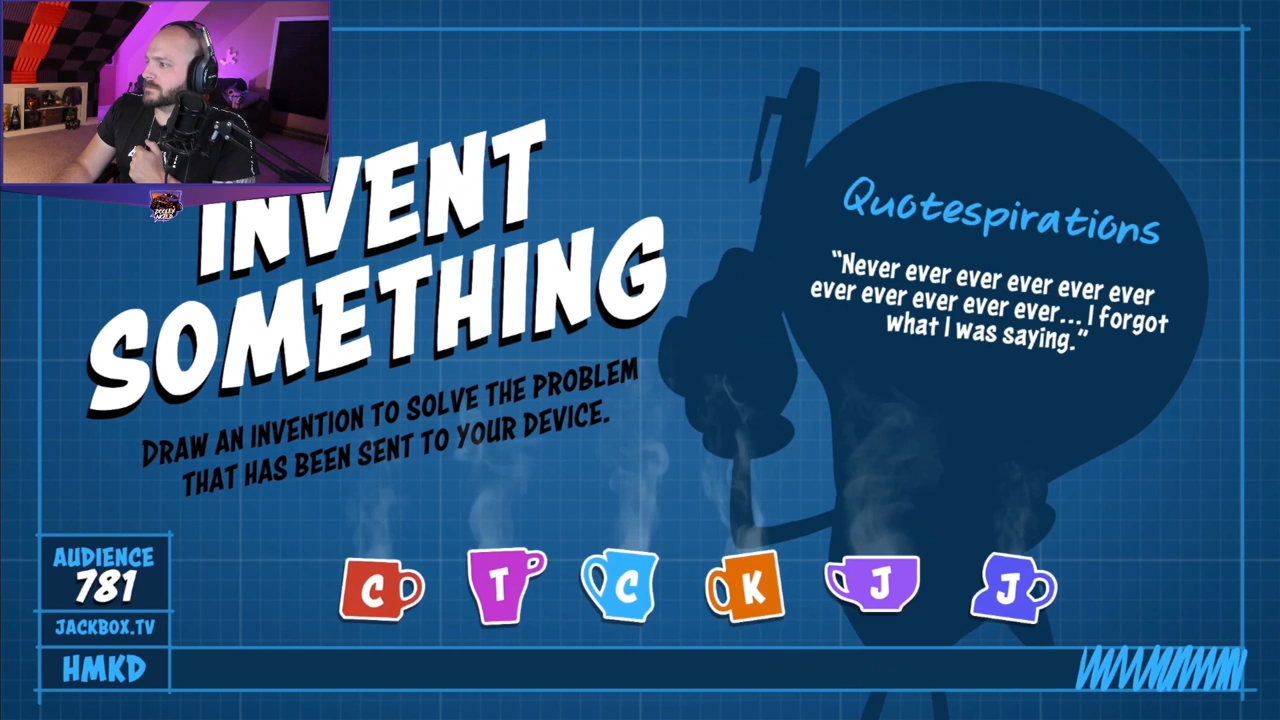 INVENT
SOMETHING
DRAW AN INVENTION TO SOLVE THE PROBLEM
THAT HAS BEEN SENT TO YOUR DEVICE.
Quotespirations
“Never ever ever ever ever ever
ever ever ever ever ever... I forgot
what I was saying.”
C
T
C
K
J
J
AUDIENCE
781
JACKBOX.TV
HMKD